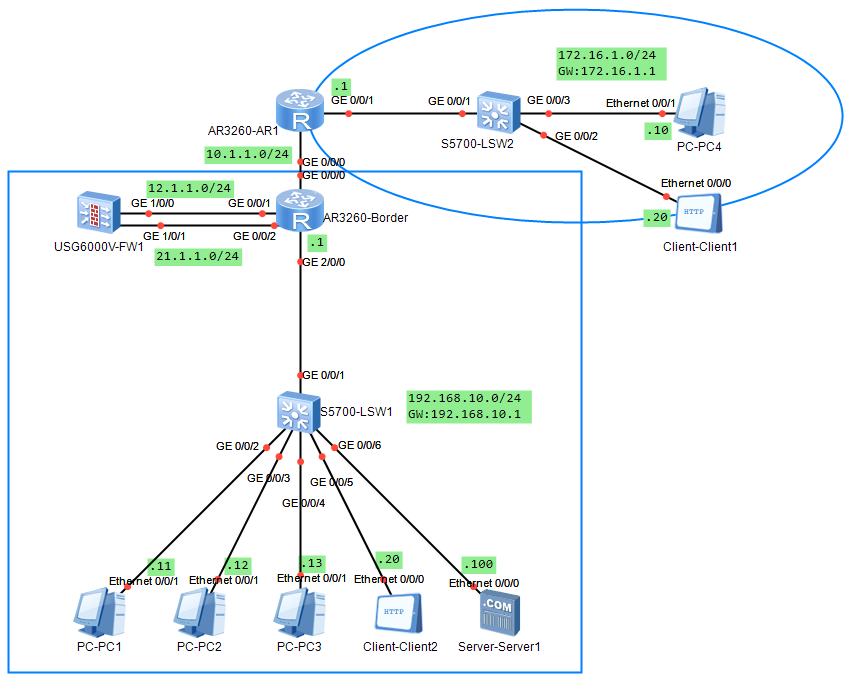 172.16.1.0/24
GW:172.16.1.1
.1
GE 0/0/1
GE 0/0/1
GE 0/0/3
Ethernet 0/0/1
AR3260-AR1
S5700-LSW2
GE 0/0/2
.10
PC-PC4
10.1.1.0/24
GE 0/0/0
GE 0/0/0
Ethernet 0/0/0
12.1.1.0/24
GE 1/0/0
GE 0/0/1
HTTP
.20
AR3260-Border
USG6000V-FW1
GE 1/0/1
GE 0/0/2
.1
Client-Client1
21.1.1.0/24
GE 2/0/0
GE 0/0/1
192.168.10.0/24
GW:192.168.10.1
S5700-LSW1
GE 0/0/2
GE 0/0/6
GE 0/0/3
GE 0/0/5
GE 0/0/4
.11
.12
.13
.20
.100
Ethernet 0/0/1
Ethernet 0/0/1
Ethernet 0/0/1
Ethernet 0/0/0
Ethernet 0/0/0
HTTP
.COM
PC-PC1
PC-PC2
PC-PC3
Client-Client2
Server-Server1
R
R